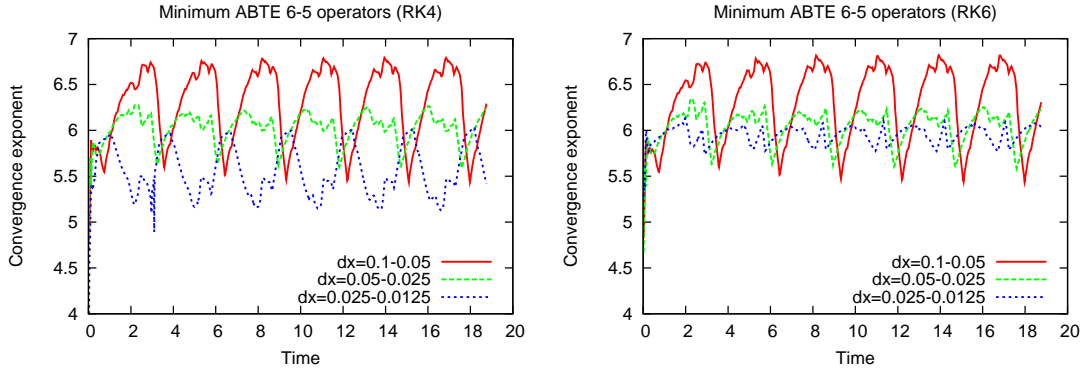 Minimum ABTE 6-5 operators (RK4)
Convergence exponent
7
6.5
6
5.5
5
4.5
4
0 2 4 6 8 10 12 14 16 18 20
Time
dx=0.1-0.05
dx=0.05-0.025
dx=0.025-0.0125
Minimum ABTE 6-5 operators (RK6)
Convergence exponent
7
6.5
6
5.5
5
4.5
4
0 2 4 6 8 10 12 14 16 18 20
Time
dx=0.1-0.05
dx=0.05-0.025
dx=0.025-0.0125